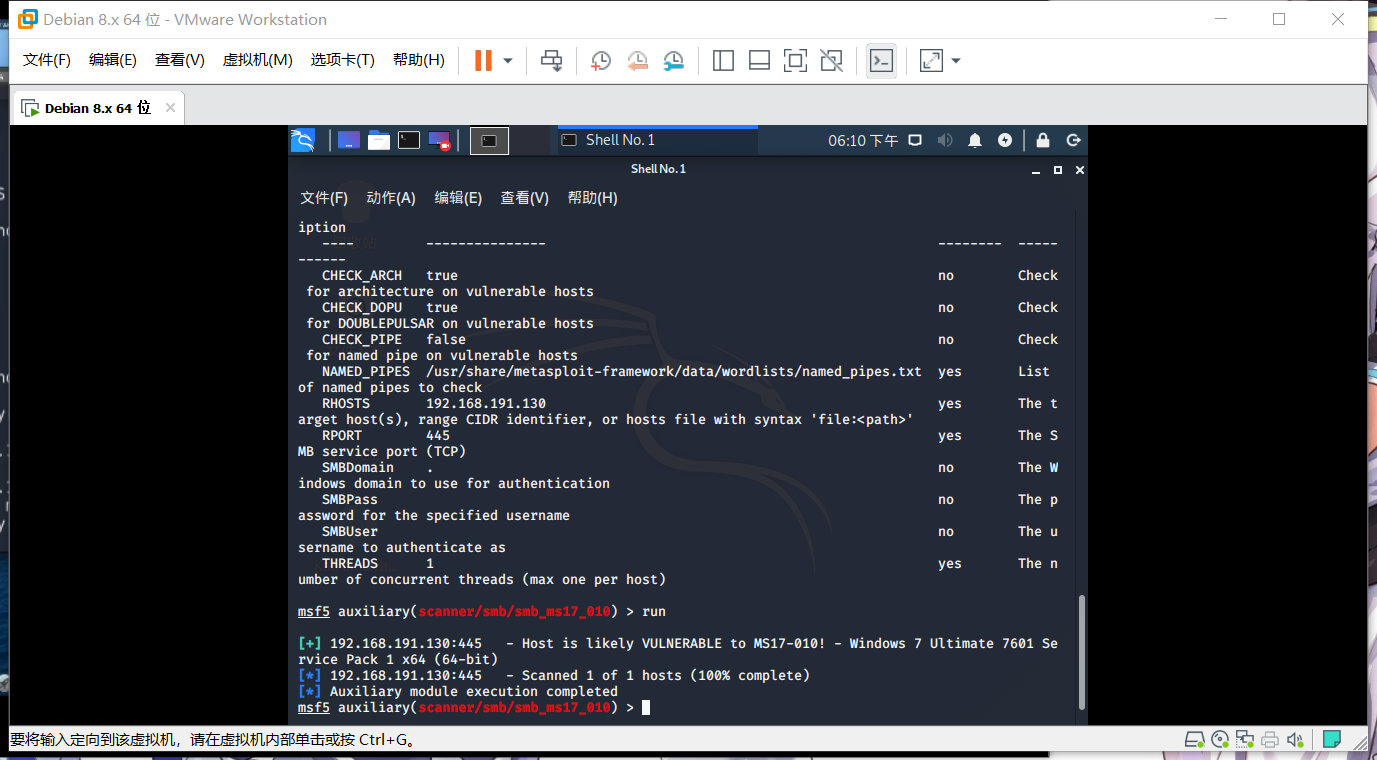 Debian 8.x 64 位 - VMware Workstation
文件(F) 编辑(E) 查看(V) 虚拟机(M) 选项卡(T) 帮助(H)
Debian 8.x 64 位
Shell No. 1 06:10 下午
Shell No. 1
文件(F) 动作(A) 编辑(E) 查看(V) 帮助(H)
iption
---- --------------- -------- -----
------
CHECK_ARCH true no Check
for architecture on vulnerable hosts
CHECK_DOPU true no Check
for DOUBLEPULSAR on vulnerable hosts
CHECK_PIPE false no Check
for named pipe on vulnerable hosts
NAMED_PIPES /usr/share/metasploit-framework/data/wordlists/named_pipes.txt yes List
of named pipes to check
RHOSTS 192.168.191.130 yes The t
arget host(s), range CIDR identifier, or hosts file with syntax 'file:<path>'
RPORT 445 yes The S
MB service port (TCP)
SMBDomain . no The W
indows domain to use for authentication
SMBPass no The p
assword for the specified username
SMBUser no The u
sername to authenticate as
THREADS 1 yes The n
umber of concurrent threads (max one per host)
msf5 auxiliary(scanner/smb/smb_ms17_010) > run
[+] 192.168.191.130:445 - Host is likely VULNERABLE to MS17-010! - Windows 7 Ultimate 7601 Se
rvice Pack 1 x64 (64-bit)
[*] 192.168.191.130:445 - Scanned 1 of 1 hosts (100% complete)
[*] Auxiliary module execution completed
msf5 auxiliary(scanner/smb/smb_ms17_010) >
要将输入定向到该虚拟机，请在虚拟机内部单击或按 Ctrl+G。